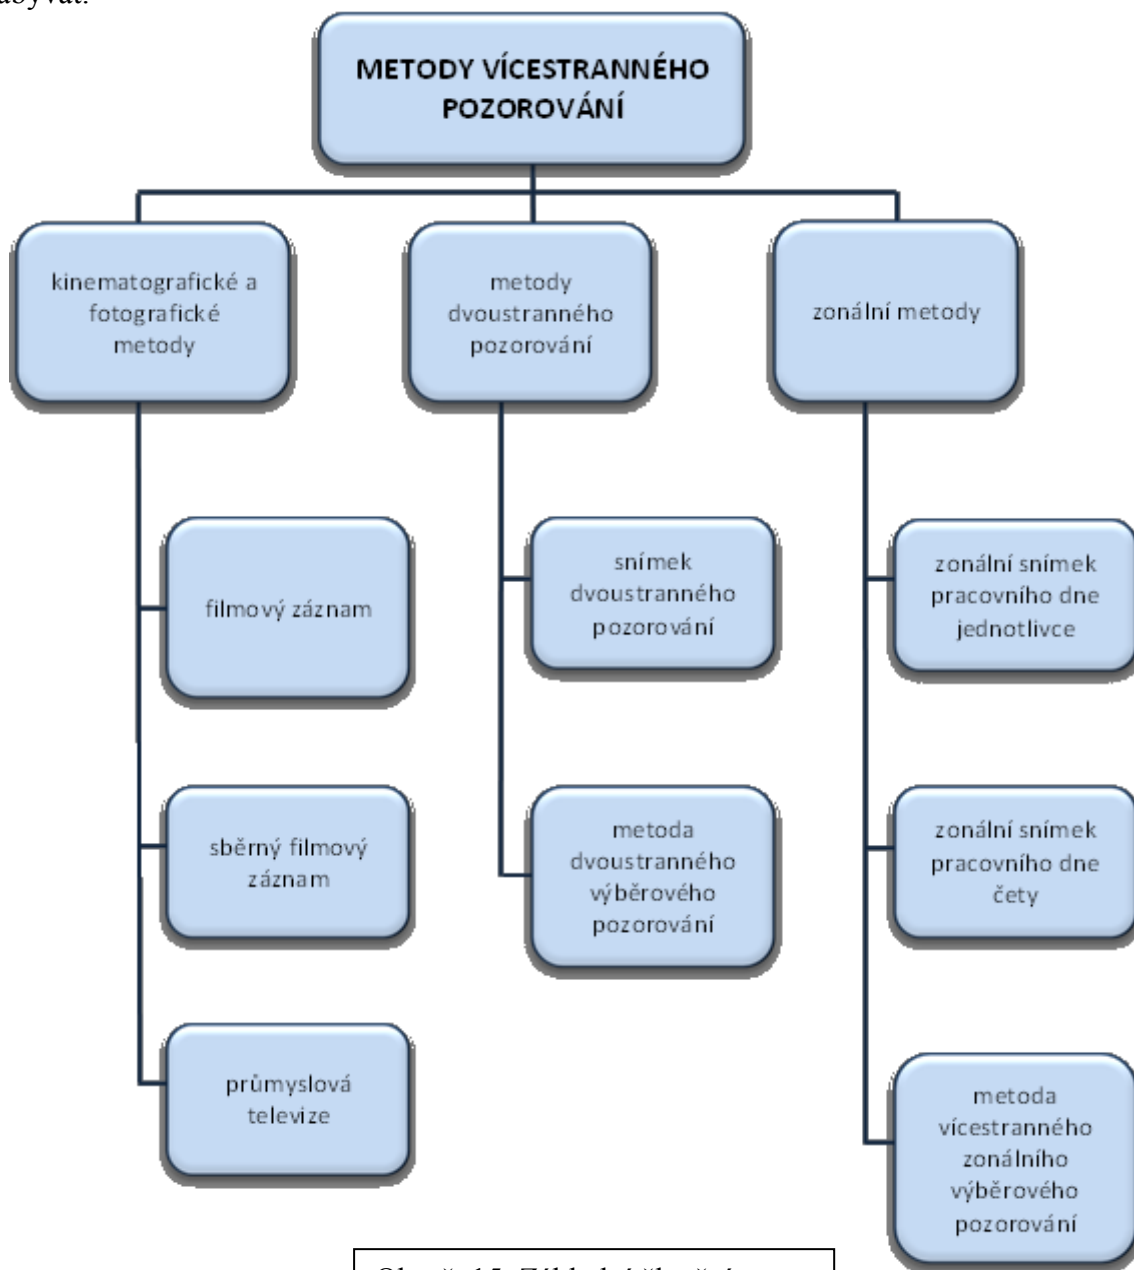 METODY VÍCESTRANNÉHO
POZOROVÁNÍ
kinematografické a
fotografické
metody
metody
dvoustranného
pozorování
zonální metody
filmový záznam
snímek
dvoustranného
pozorování
zonální snímek
pracovního dne
jednotlivce
sběrný filmový
záznam
metoda
dvoustranného
výběrového
pozorování
zonální snímek
pracovního dne
čety
průmyslová
televize
metoda
vícestranného
zonálního
výběrového
pozorování